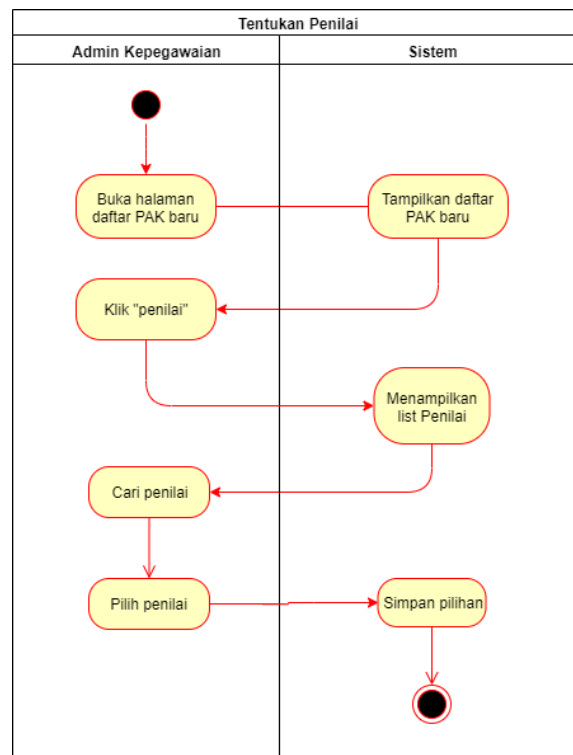 Tentukan Penilai
Admin Kepegawaian
Sistem
Buka halaman
daftar PAK baru
Tampilkan daftar
PAK baru
Klik "penilai"
Menampilkan
list Penilai
Cari penilai
Pilih penilai
Simpan pilihan